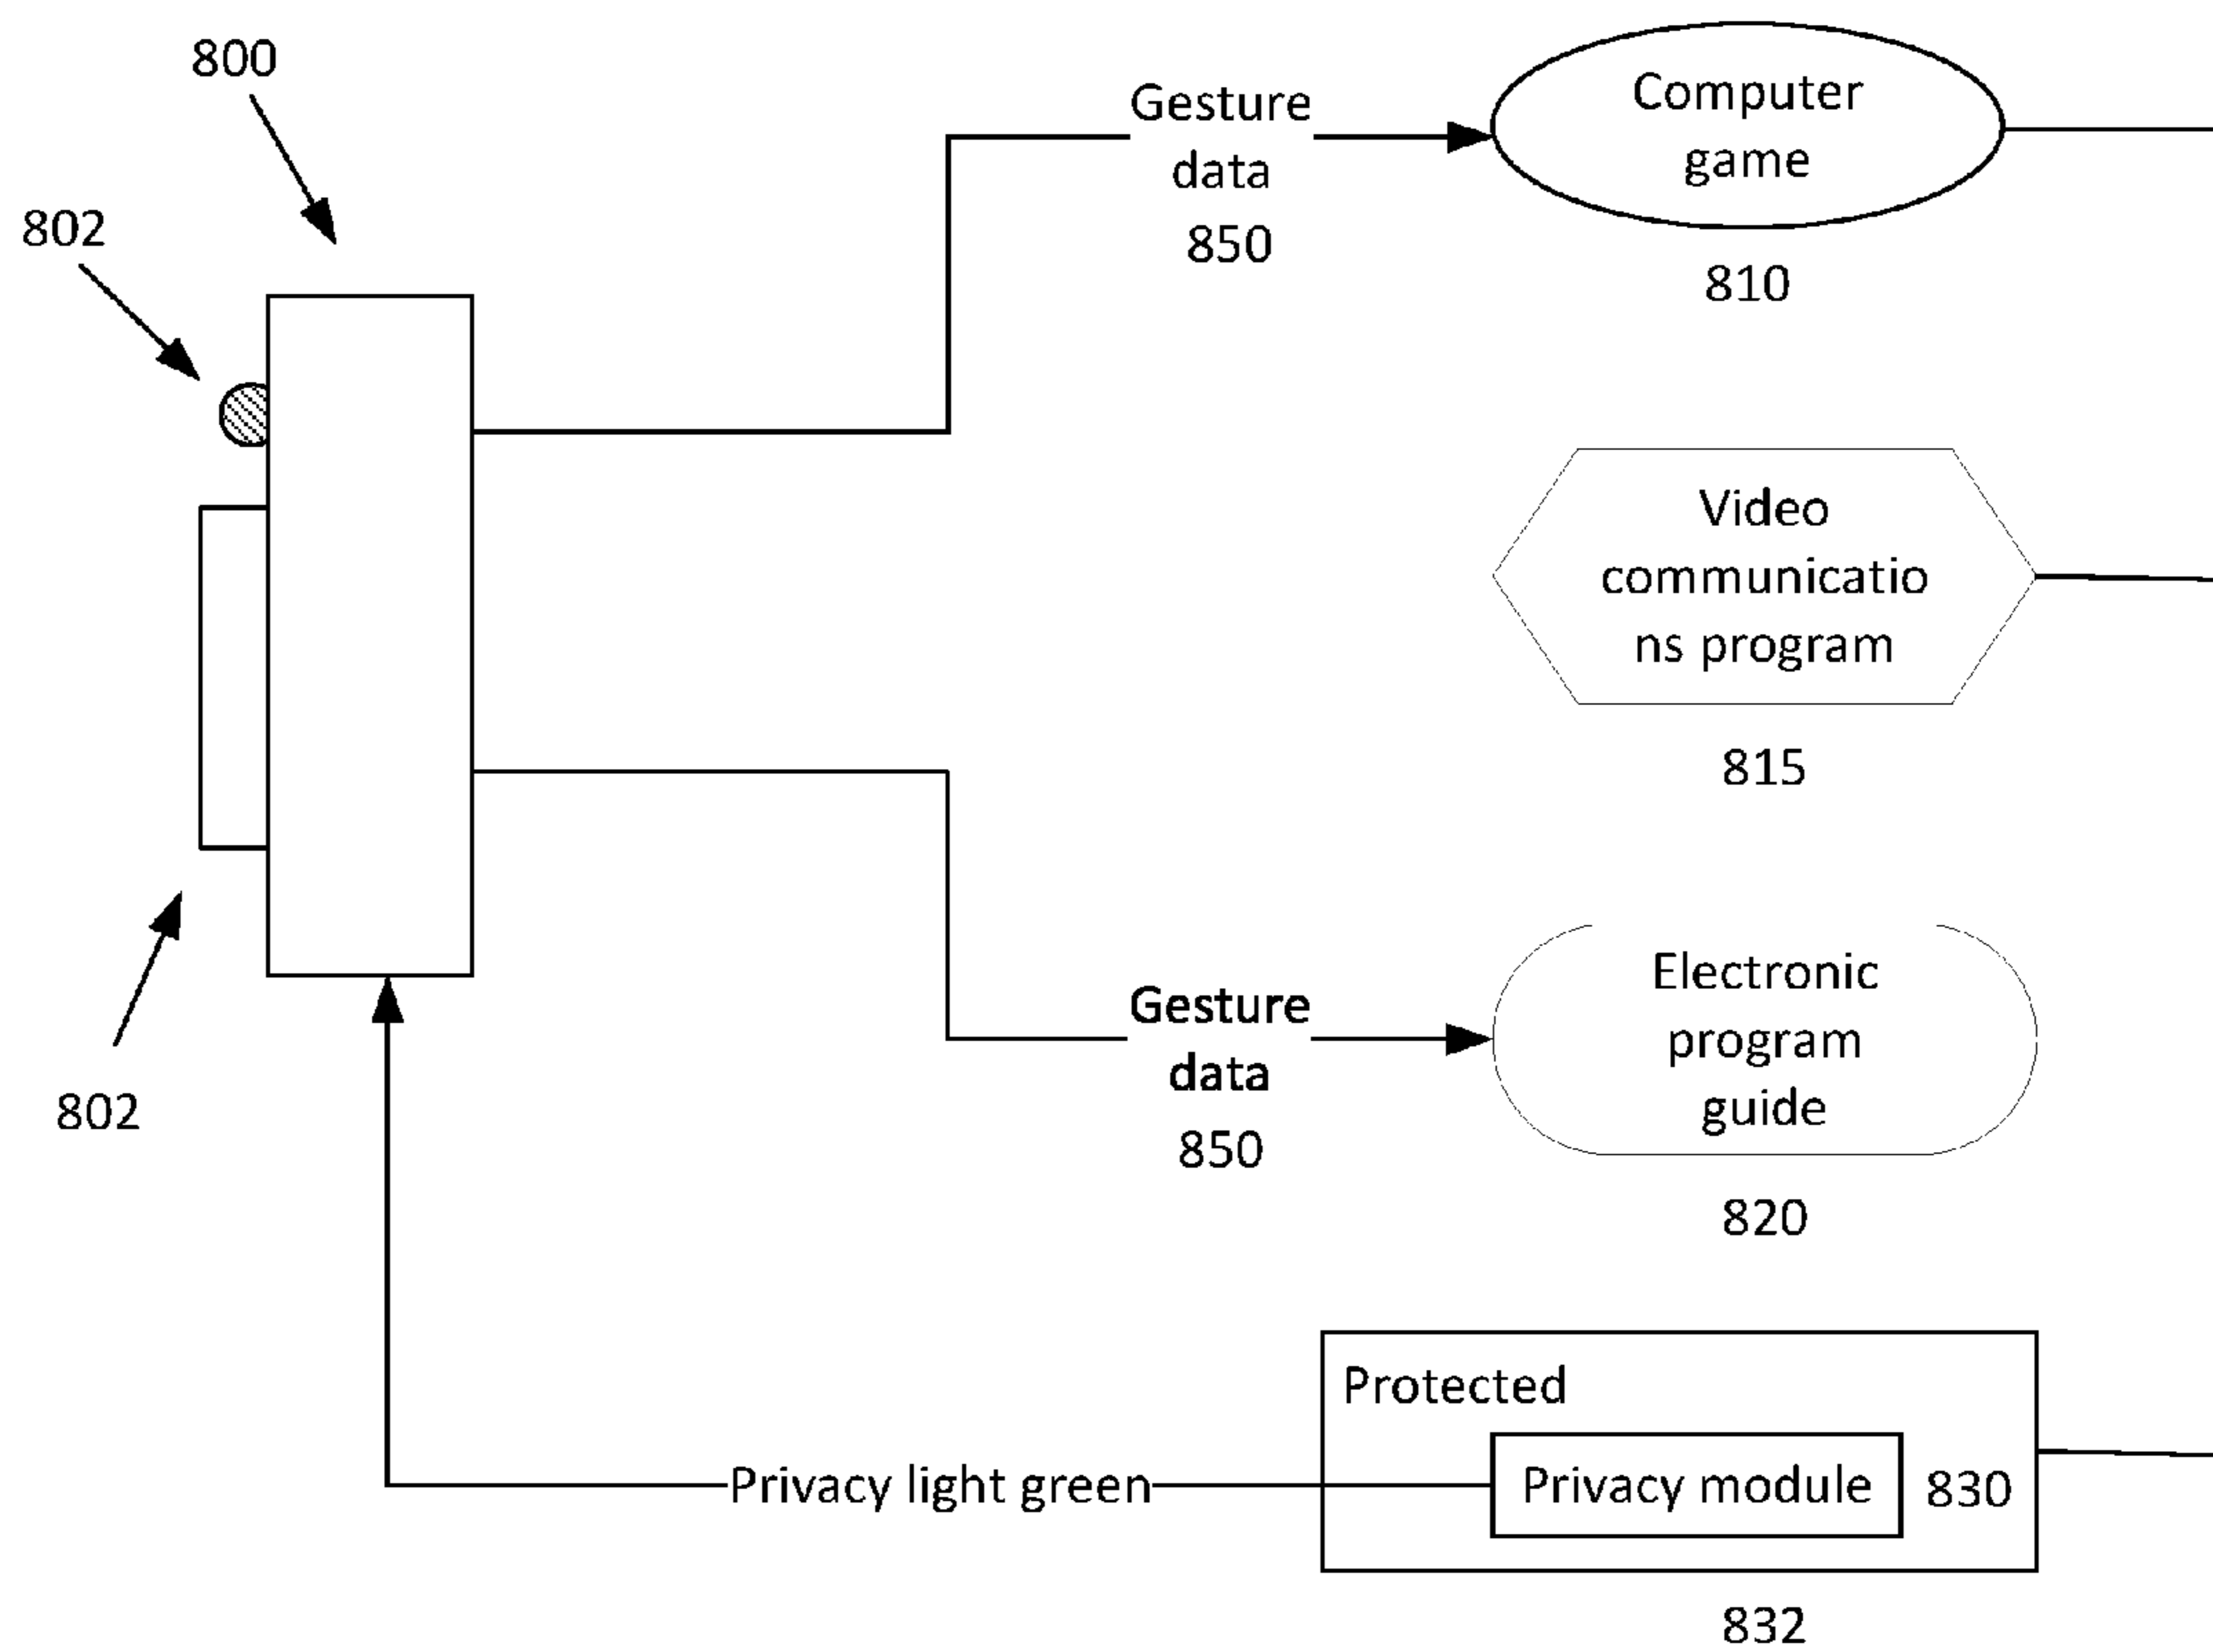 800
802
Gesture
data
850
Computer
game
810
Video
communicatio
ns program
815
802
Gesture
data
850
Electronic
program
guide
820
Protected
Privacy light green
Privacy module
830
832